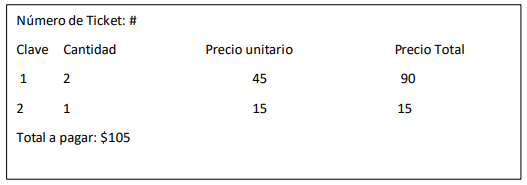 Número de Ticket: #
Clave Cantidad Precio unitario Precio Total
1 2 45 90
2 1 15 15
Total a pagar: $105